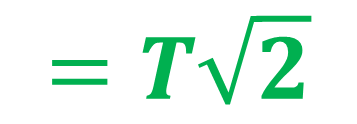 = T√2